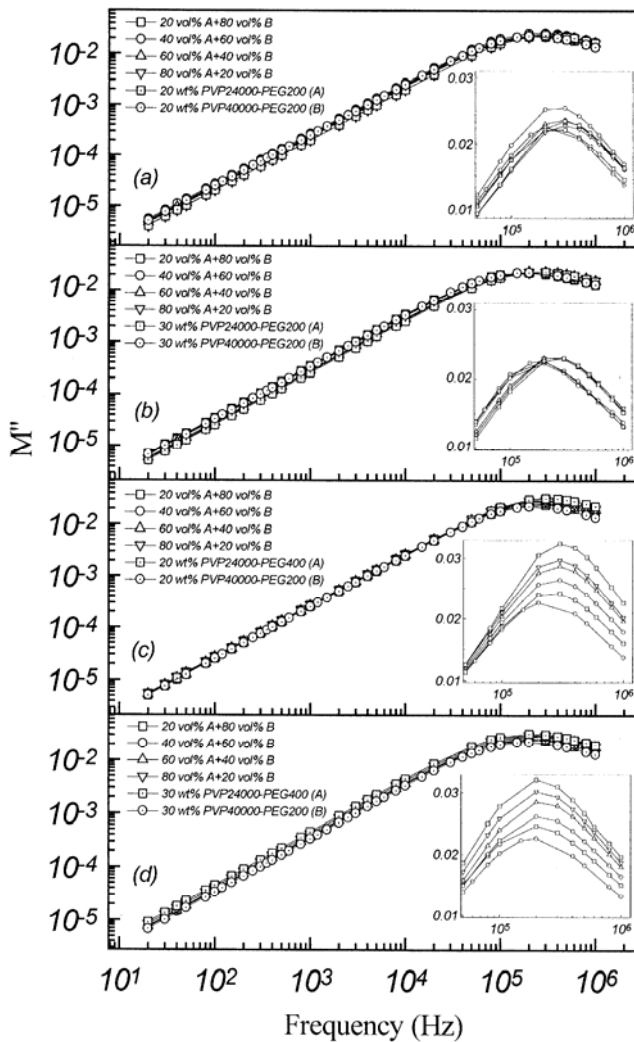 20 vol% A+80 vol% B
40 vol% A+60 vol% B
60 vol% A+40 vol% B
80 vol% A+20 vol% B
20 wt% PVP24000-PEG200 (A)
20 wt% PVP40000-PEG200 (B)
10⁻²
10⁻³
10⁻⁴
10⁻⁵
(a)
0.03
0.02
0.01
10⁵
10⁶
20 vol% A+80 vol% B
40 vol% A+60 vol% B
60 vol% A+40 vol% B
80 vol% A+20 vol% B
30 wt% PVP24000-PEG200 (A)
30 wt% PVP40000-PEG200 (B)
10⁻²
10⁻³
10⁻⁴
10⁻⁵
(b)
0.03
0.02
0.01
10⁵
10⁶
M"
20 vol% A+80 vol% B
40 vol% A+60 vol% B
60 vol% A+40 vol% B
80 vol% A+20 vol% B
20 wt% PVP24000-PEG400 (A)
20 wt% PVP40000-PEG200 (B)
10⁻²
10⁻³
10⁻⁴
10⁻⁵
(c)
0.03
0.02
0.01
10⁵
10⁶
20 vol% A+80 vol% B
40 vol% A+60 vol% B
60 vol% A+40 vol% B
80 vol% A+20 vol% B
30 wt% PVP24000-PEG400 (A)
30 wt% PVP40000-PEG200 (B)
10⁻²
10⁻³
10⁻⁴
10⁻⁵
(d)
0.03
0.02
0.01
10⁵
10⁶
10¹ 10² 10³ 10⁴ 10⁵ 10⁶
Frequency (Hz)